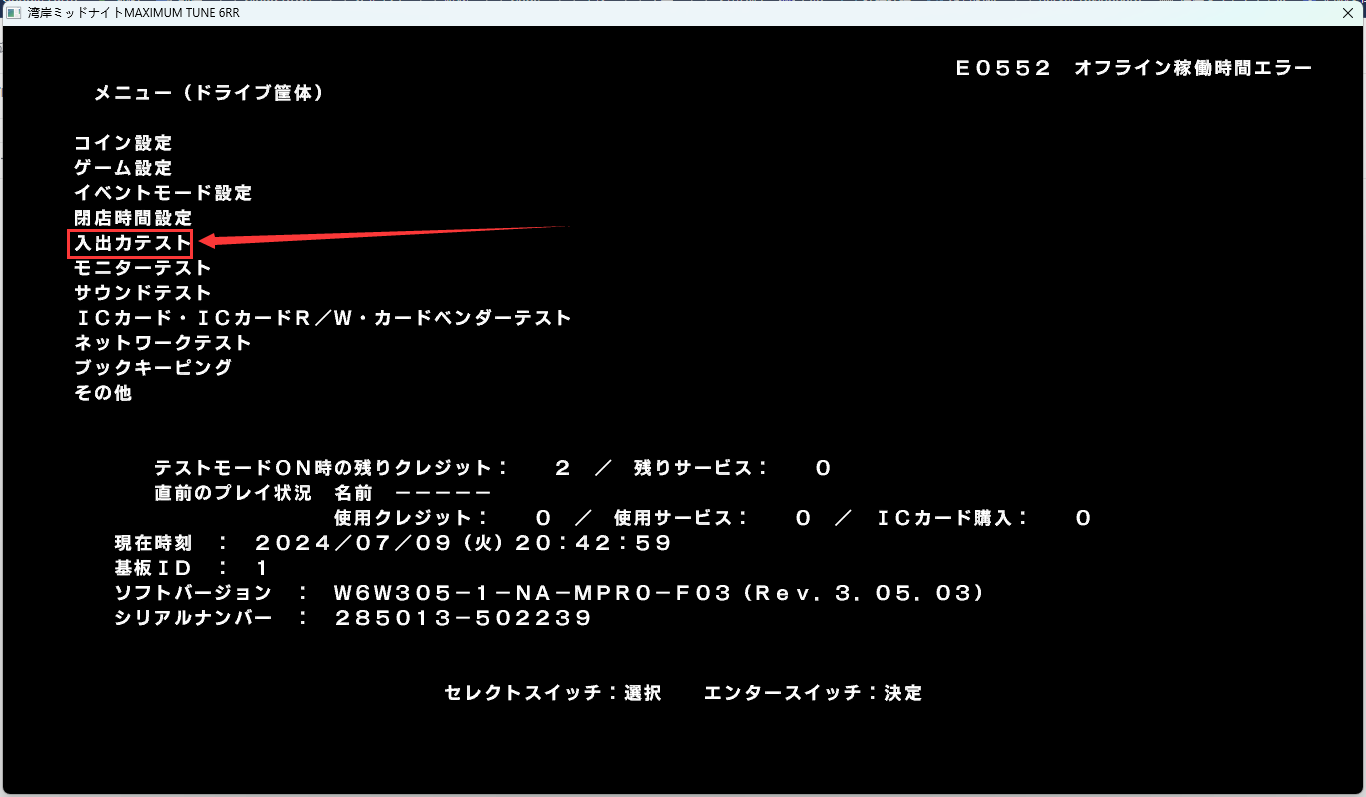 湾岸ミッドナイトMAXIMUM TUNE 6RR
E0552 オフライン稼働時間エラー
メニュー(ドライブ筐体)
コイン設定
ゲーム設定
イベントモード設定
閉店時間設定
入出力テスト
モニターテスト
サウンドテスト
ICカード・ICカードR/W・カードベンダーテスト
ネットワークテスト
ブックキーピング
その他
テストモードON時の残りクレジット: 2 / 残りサービス: 0
直前のプレイ状況 名前 -----
使用クレジット: 0 / 使用サービス: 0 / ICカード購入: 0
現在時刻 : 2024/07/09(火)20:42:59
基板ID : 1
ソフトバージョン : W6W305-1-NA-MPR0-F03(Rev.3.05.03)
シリアルナンバー : 285013-502239
セレクトスイッチ:選択 エンタースイッチ:決定